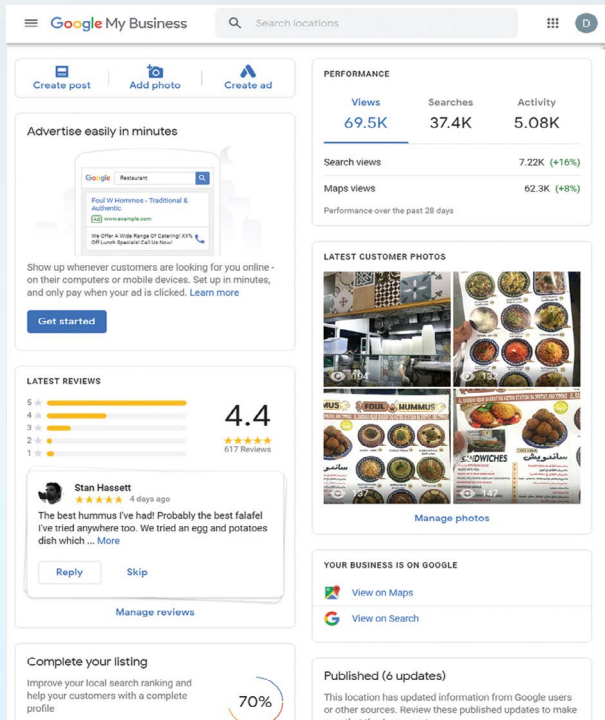 Google My Business
Search locations
D
Create post
Add photo
Create ad
Advertise easily in minutes
Google
Restaurant
Foul W Hommos - Traditional &
Authentic
Ad www.example.com
We Offer A Wide Range Of Catering! XX%
Off Lunch Specials! Call Us Now!
Show up whenever customers are looking for you online -
on their computers or mobile devices. Set up in minutes,
and only pay when your ad is clicked. Learn more
Get started
LATEST REVIEWS
5
4
3
2
1
4.4
617 Reviews
Stan Hassett
4 days ago
The best hummus I've had! Probably the best falafel
I've tried anywhere too. We tried an egg and potatoes
dish which ... More
Reply
Skip
Manage reviews
Complete your listing
Improve your local search ranking and
help your customers with a complete
profile
70%
PERFORMANCE
Views
Searches
Activity
69.5K
37.4K
5.08K
Search views
7.22K (+16%)
Maps views
62.3K (+8%)
Performance over the past 28 days
LATEST CUSTOMER PHOTOS
194
132
MUS
FOUL
HUMMUS
137
SANDWICHES
ساندويش
147
Manage photos
YOUR BUSINESS IS ON GOOGLE
View on Maps
View on Search
Published (6 updates)
This location has updated information from Google users
or other sources. Review these published updates to make